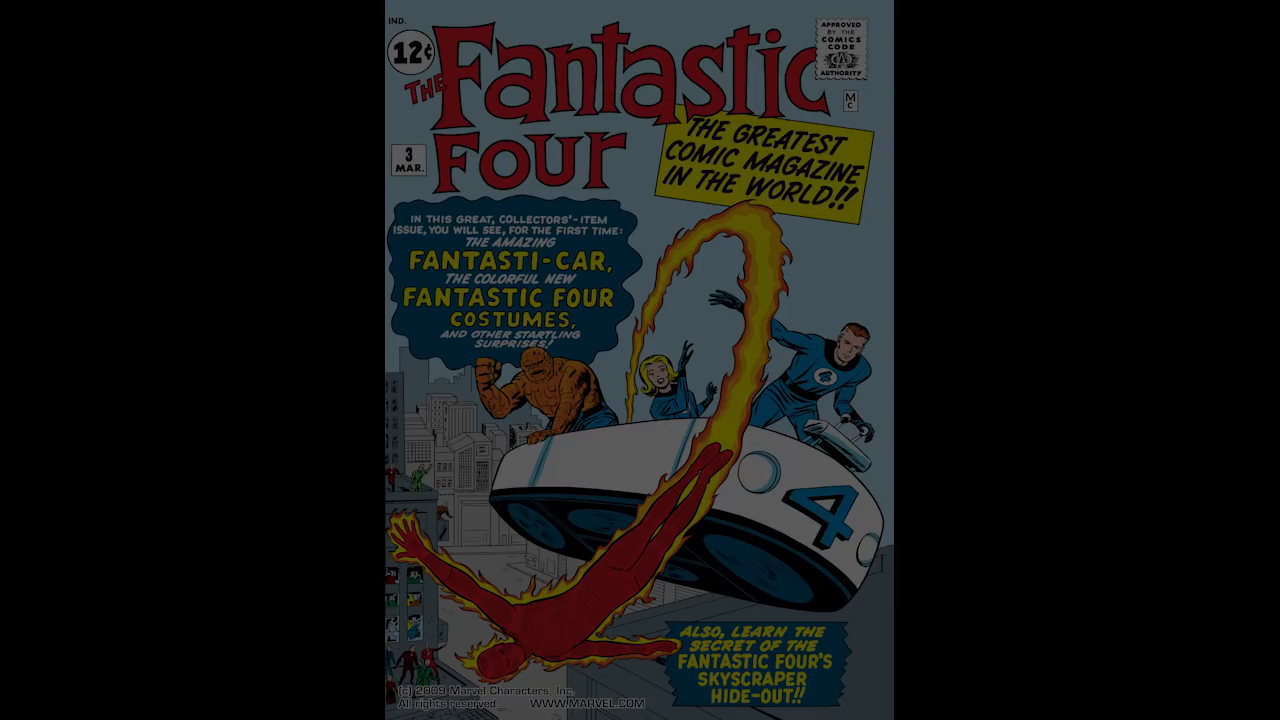 IND.
12¢
THE
Fantastic
Four
APPROVED
BY THE
COMICS
CODE
AUTHORITY
M
C
3
MAR.
THE GREATEST
COMIC MAGAZINE
IN THE WORLD!!
IN THIS GREAT, COLLECTORS'-ITEM
ISSUE, YOU WILL SEE, FOR THE FIRST TIME:
THE AMAZING
FANTASTI-CAR,
THE COLORFUL NEW
FANTASTIC FOUR
COSTUMES,
AND OTHER STARTLING
SURPRISES!
4
4
ALSO, LEARN THE
SECRET OF THE
FANTASTIC FOUR'S
SKYSCRAPER
HIDE-OUT!!
(c) 2009 Marvel Characters, Inc.
All rights reserved. WWW.MARVEL.COM